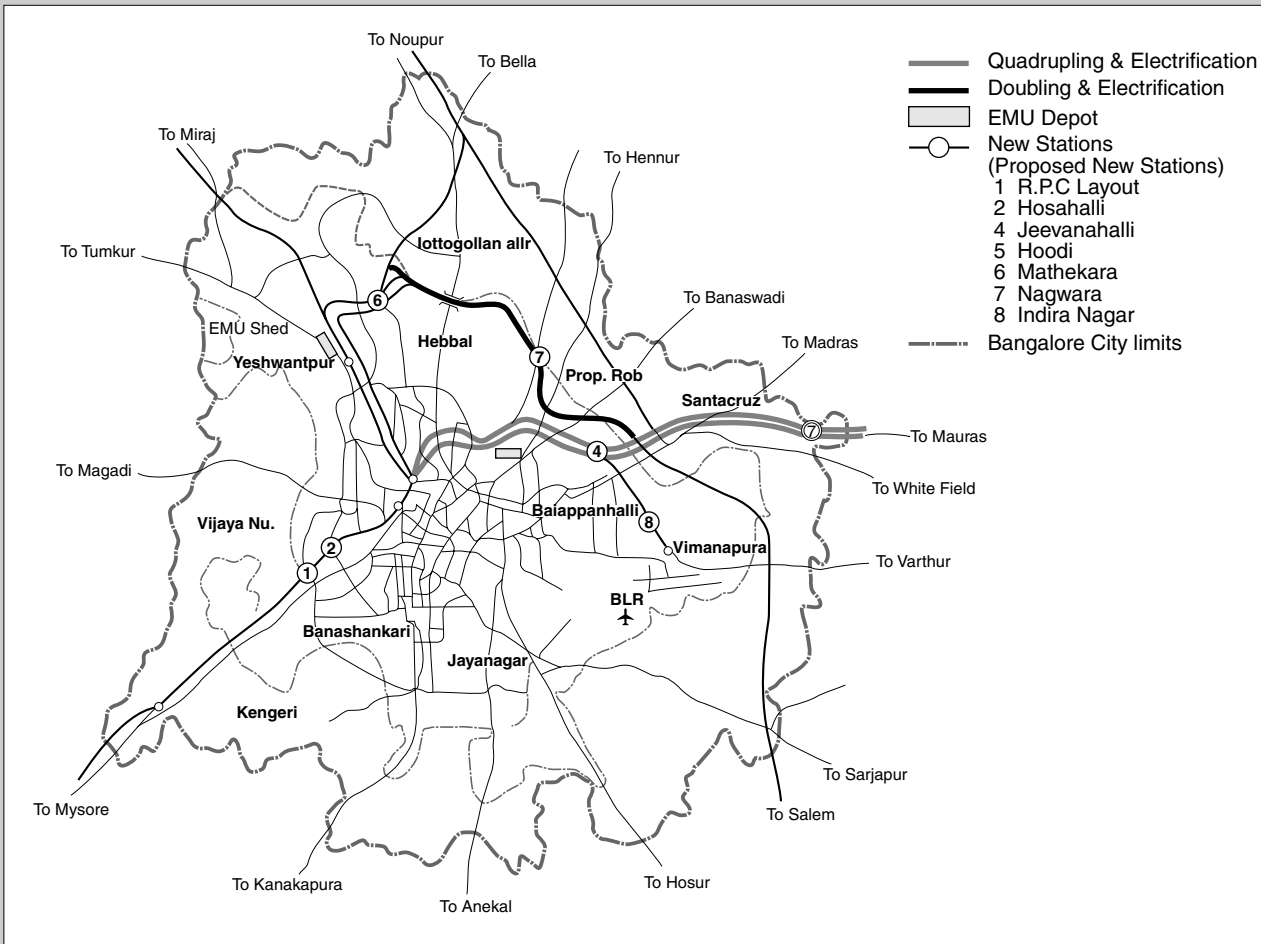 To Noupur
To Bella
To Miraj
To Hennur
To Tumkur
Iottogollan allr
To Banaswadi
EMU Shed
Hebbal
To Madras
Yeshwantpur
Prop. Rob
Santacruz
To Mauras
To Magadi
To White Field
Baiappanhalli
Vijaya Nu.
Vimanapura
To Varthur
BLR
Banashankari
Jayanagar
Kengeri
To Sarjapur
To Mysore
To Salem
To Kanakapura
To Hosur
To Anekal
6
7
7
4
8
2
1
Quadrupling & Electrification
Doubling & Electrification
EMU Depot
New Stations
(Proposed New Stations)
1 R.P.C Layout
2 Hosahalli
4 Jeevanahalli
5 Hoodi
6 Mathekara
7 Nagwara
8 Indira Nagar
Bangalore City limits